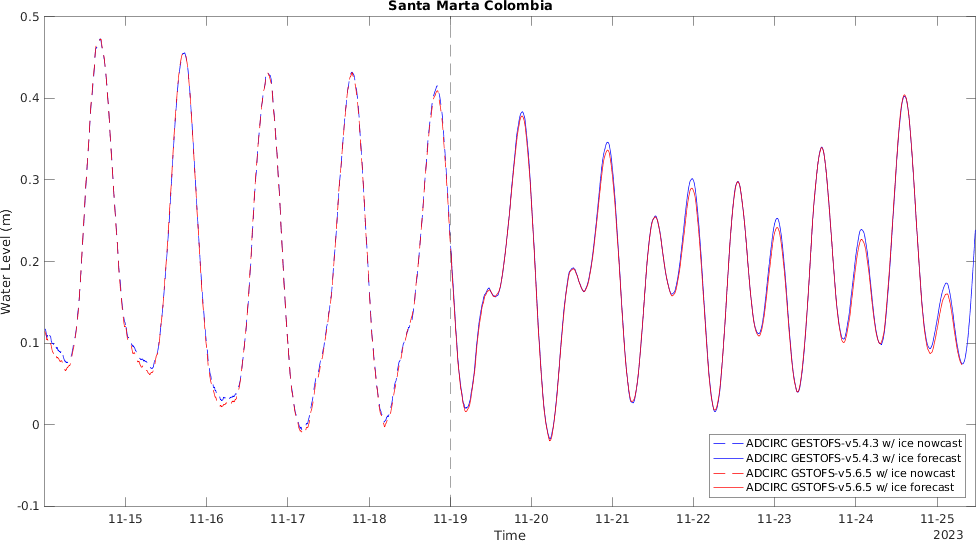 Santa Marta Colombia
0.5
0.4
0.3
0.2
0.1
0
-0.1
Water Level (m)
11-15 11-16 11-17 11-18 11-19 11-20 11-21 11-22 11-23 11-24 11-25
Time
2023
ADCIRC GESTOFS-v5.4.3 w/ ice nowcast
ADCIRC GESTOFS-v5.4.3 w/ ice forecast
ADCIRC GSTOFS-v5.6.5 w/ ice nowcast
ADCIRC GSTOFS-v5.6.5 w/ ice forecast